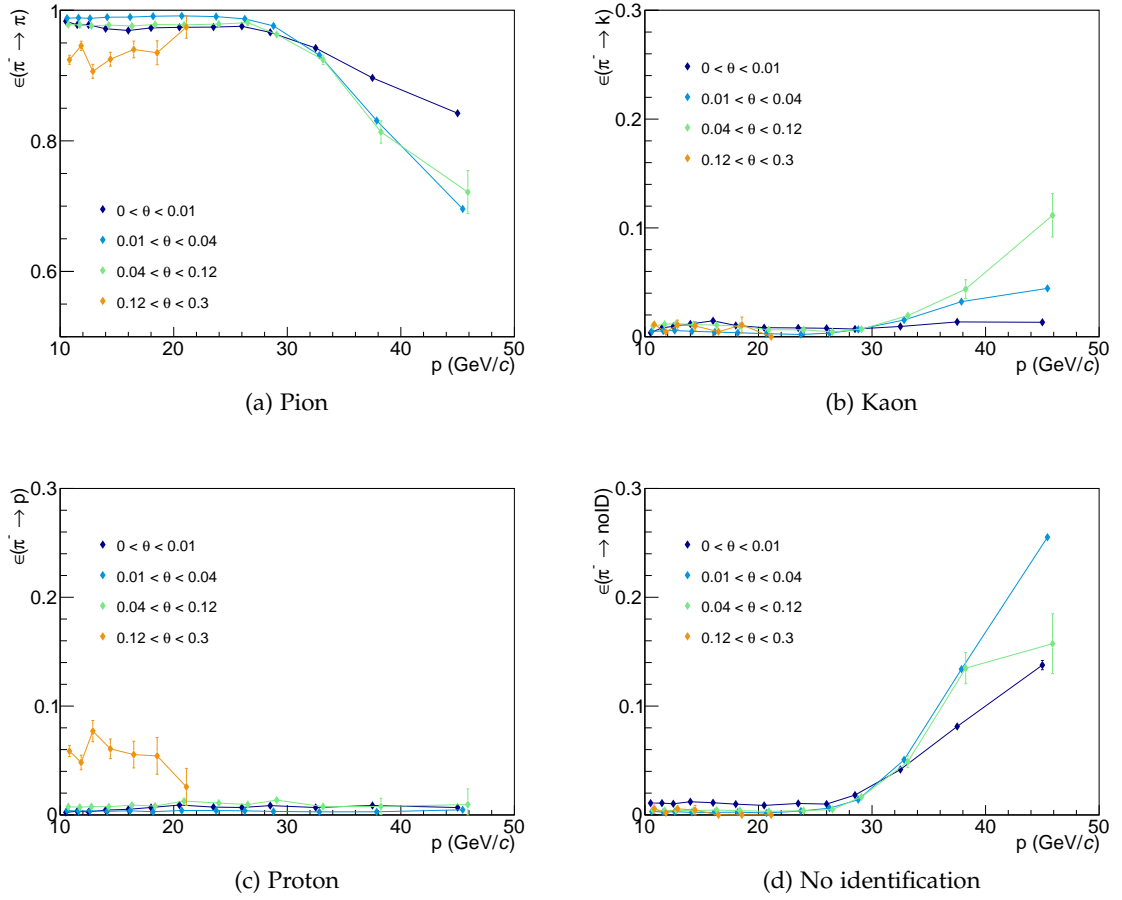 ϵ(π⁻ → π)
1
0.8
0.6
0 < θ < 0.01
0.01 < θ < 0.04
0.04 < θ < 0.12
0.12 < θ < 0.3
10 20 30 40 50
p (GeV/c)
(a) Pion
ϵ(π⁻ → k)
0.3
0.2
0.1
0
0 < θ < 0.01
0.01 < θ < 0.04
0.04 < θ < 0.12
0.12 < θ < 0.3
10 20 30 40 50
p (GeV/c)
(b) Kaon
ϵ(π⁻ → p)
0.3
0.2
0.1
0
0 < θ < 0.01
0.01 < θ < 0.04
0.04 < θ < 0.12
0.12 < θ < 0.3
10 20 30 40 50
p (GeV/c)
(c) Proton
ϵ(π⁻ → noID)
0.3
0.2
0.1
0
0 < θ < 0.01
0.01 < θ < 0.04
0.04 < θ < 0.12
0.12 < θ < 0.3
10 20 30 40 50
p (GeV/c)
(d) No identification